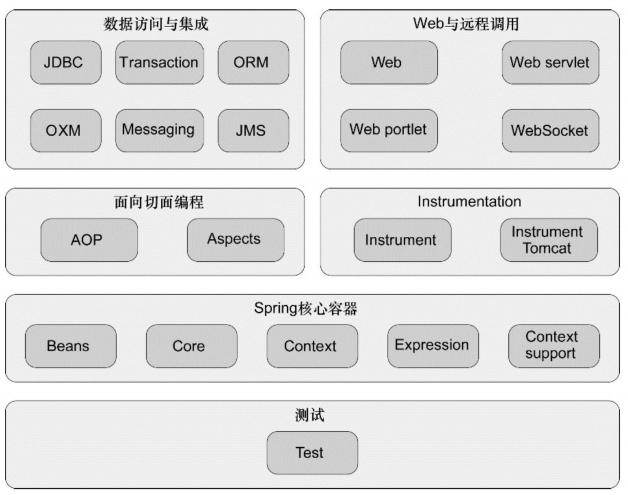 数据访问与集成
JDBC
Transaction
ORM
OXM
Messaging
JMS
Web与远程调用
Web
Web servlet
Web portlet
WebSocket
面向切面编程
AOP
Aspects
Instrumentation
Instrument
Instrument
Tomcat
Spring核心容器
Beans
Core
Context
Expression
Context
support
测试
Test